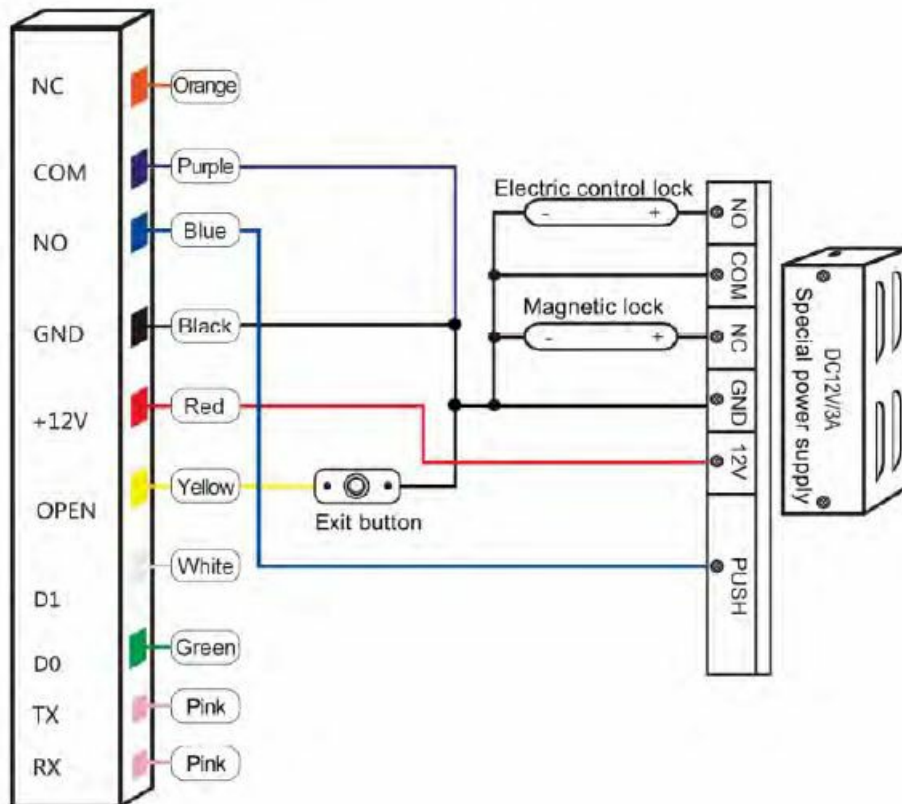 NC
Orange
COM
Purple
NO
Blue
GND
Black
+12V
Red
OPEN
Yellow
Exit button
White
D1
Green
D0
TX
Pink
RX
Pink
Electric control lock
-
+
Magnetic lock
-
+
NO
COM
NC
GND
12V
PUSH
DC12V/3A
Special power supply